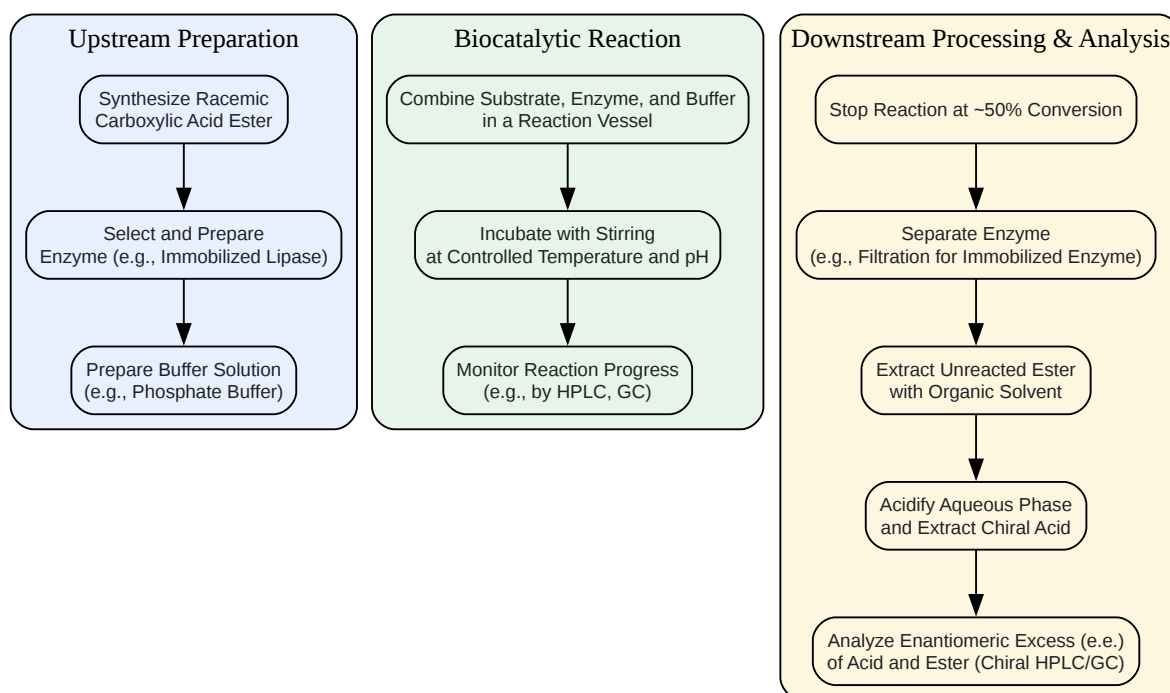 Upstream Preparation
Synthesize Racemic
Carboxylic Acid Ester
Select and Prepare
Enzyme (e.g., Immobilized Lipase)
Prepare Buffer Solution
(e.g., Phosphate Buffer)
Biocatalytic Reaction
Combine Substrate, Enzyme, and Buffer
in a Reaction Vessel
Incubate with Stirring
at Controlled Temperature and pH
Monitor Reaction Progress
(e.g., by HPLC, GC)
Downstream Processing & Analysis
Stop Reaction at ~50% Conversion
Separate Enzyme
(e.g., Filtration for Immobilized Enzyme)
Extract Unreacted Ester
with Organic Solvent
Acidify Aqueous Phase
and Extract Chiral Acid
Analyze Enantiomeric Excess (e.e.)
of Acid and Ester (Chiral HPLC/GC)